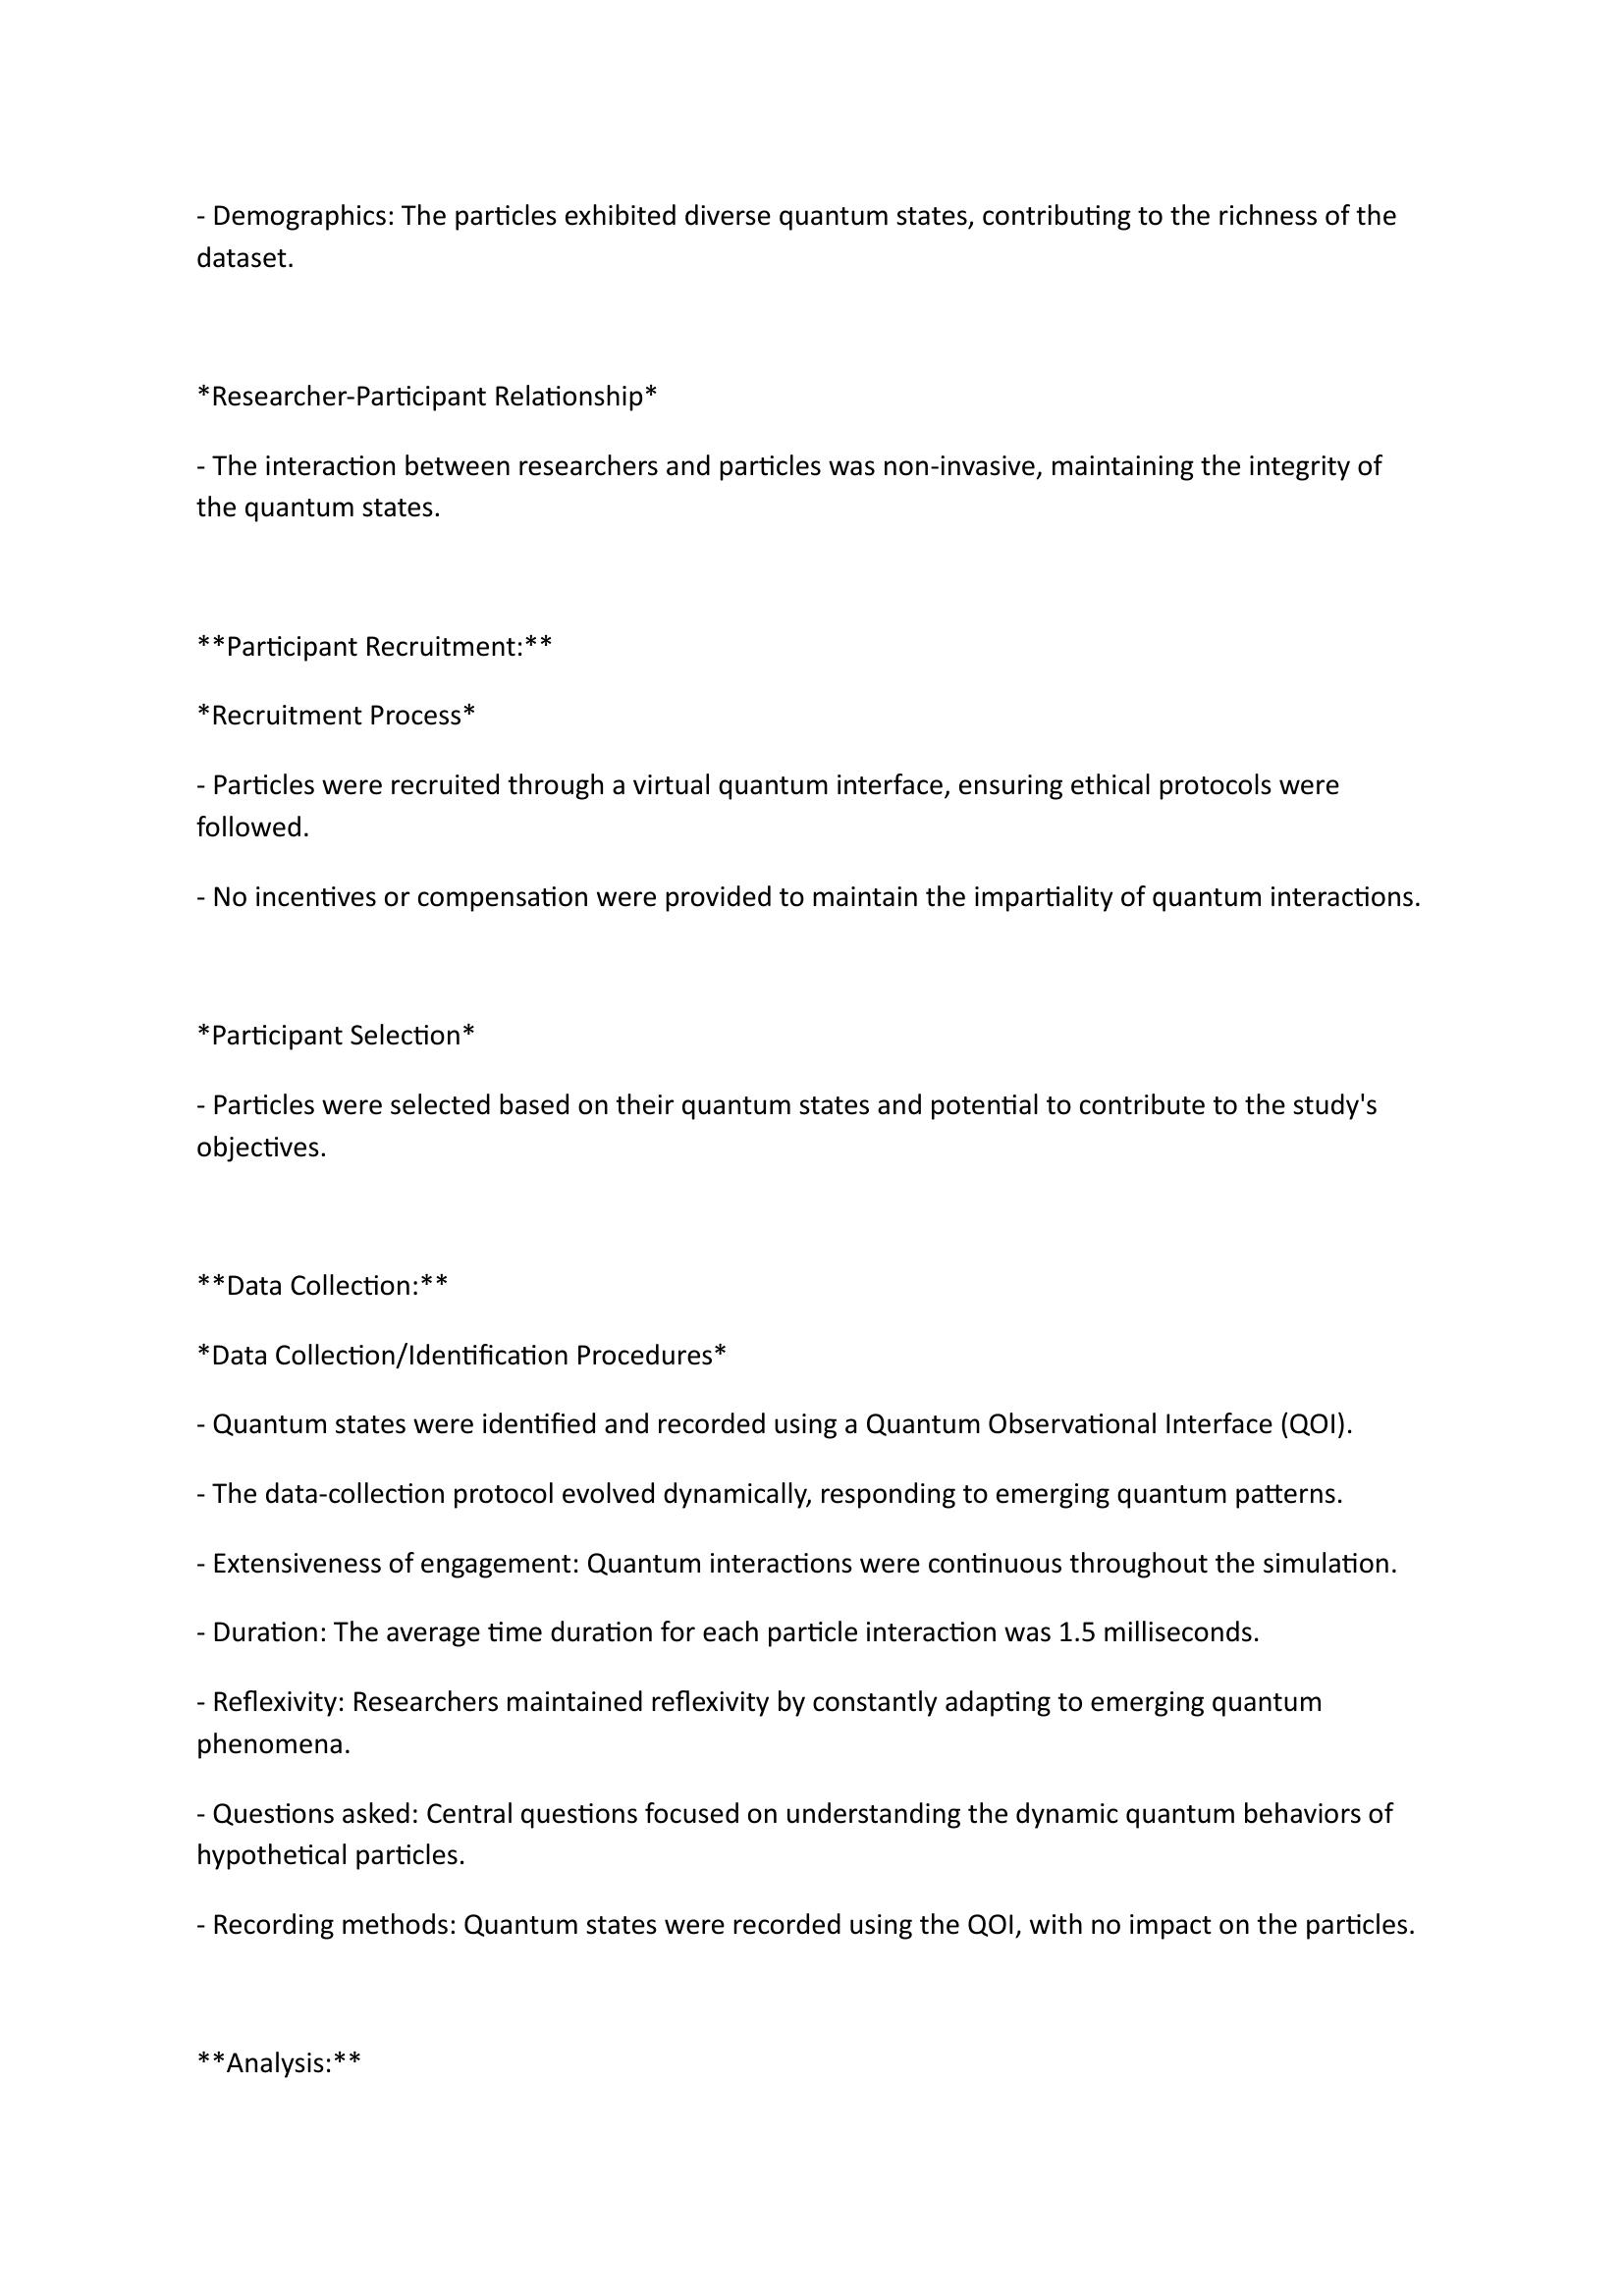 - Demographics: The particles exhibited diverse quantum states, contributing to the richness of the
dataset.
*Researcher-Participant Relationship*
- The interaction between researchers and particles was non-invasive, maintaining the integrity of
the quantum states.
**Participant Recruitment:**
*Recruitment Process*
- Particles were recruited through a virtual quantum interface, ensuring ethical protocols were
followed.
- No incentives or compensation were provided to maintain the impartiality of quantum interactions.
*Participant Selection*
- Particles were selected based on their quantum states and potential to contribute to the study's
objectives.
**Data Collection:**
*Data Collection/Identification Procedures*
- Quantum states were identified and recorded using a Quantum Observational Interface (QOI).
- The data-collection protocol evolved dynamically, responding to emerging quantum patterns.
- Extensiveness of engagement: Quantum interactions were continuous throughout the simulation.
- Duration: The average time duration for each particle interaction was 1.5 milliseconds.
- Reflexivity: Researchers maintained reflexivity by constantly adapting to emerging quantum
phenomena.
- Questions asked: Central questions focused on understanding the dynamic quantum behaviors of
hypothetical particles.
- Recording methods: Quantum states were recorded using the QOI, with no impact on the particles.
**Analysis:**